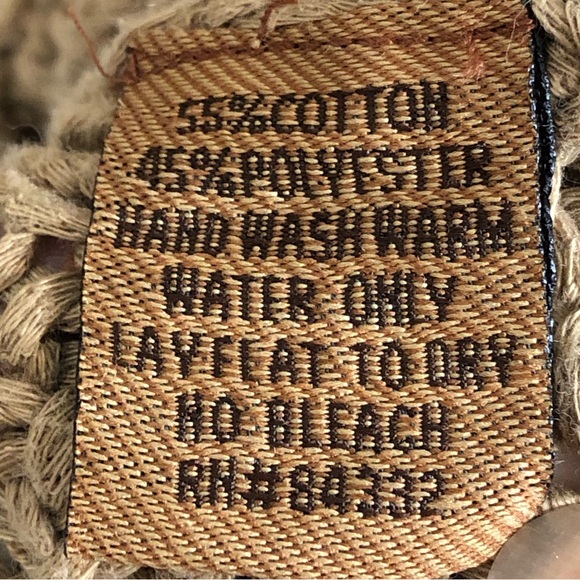 55% COTTON
45% POLYESTER
HAND WASH WARM
WATER ONLY
LAY FLAT TO DRY
NO BLEACH
RN# 84332